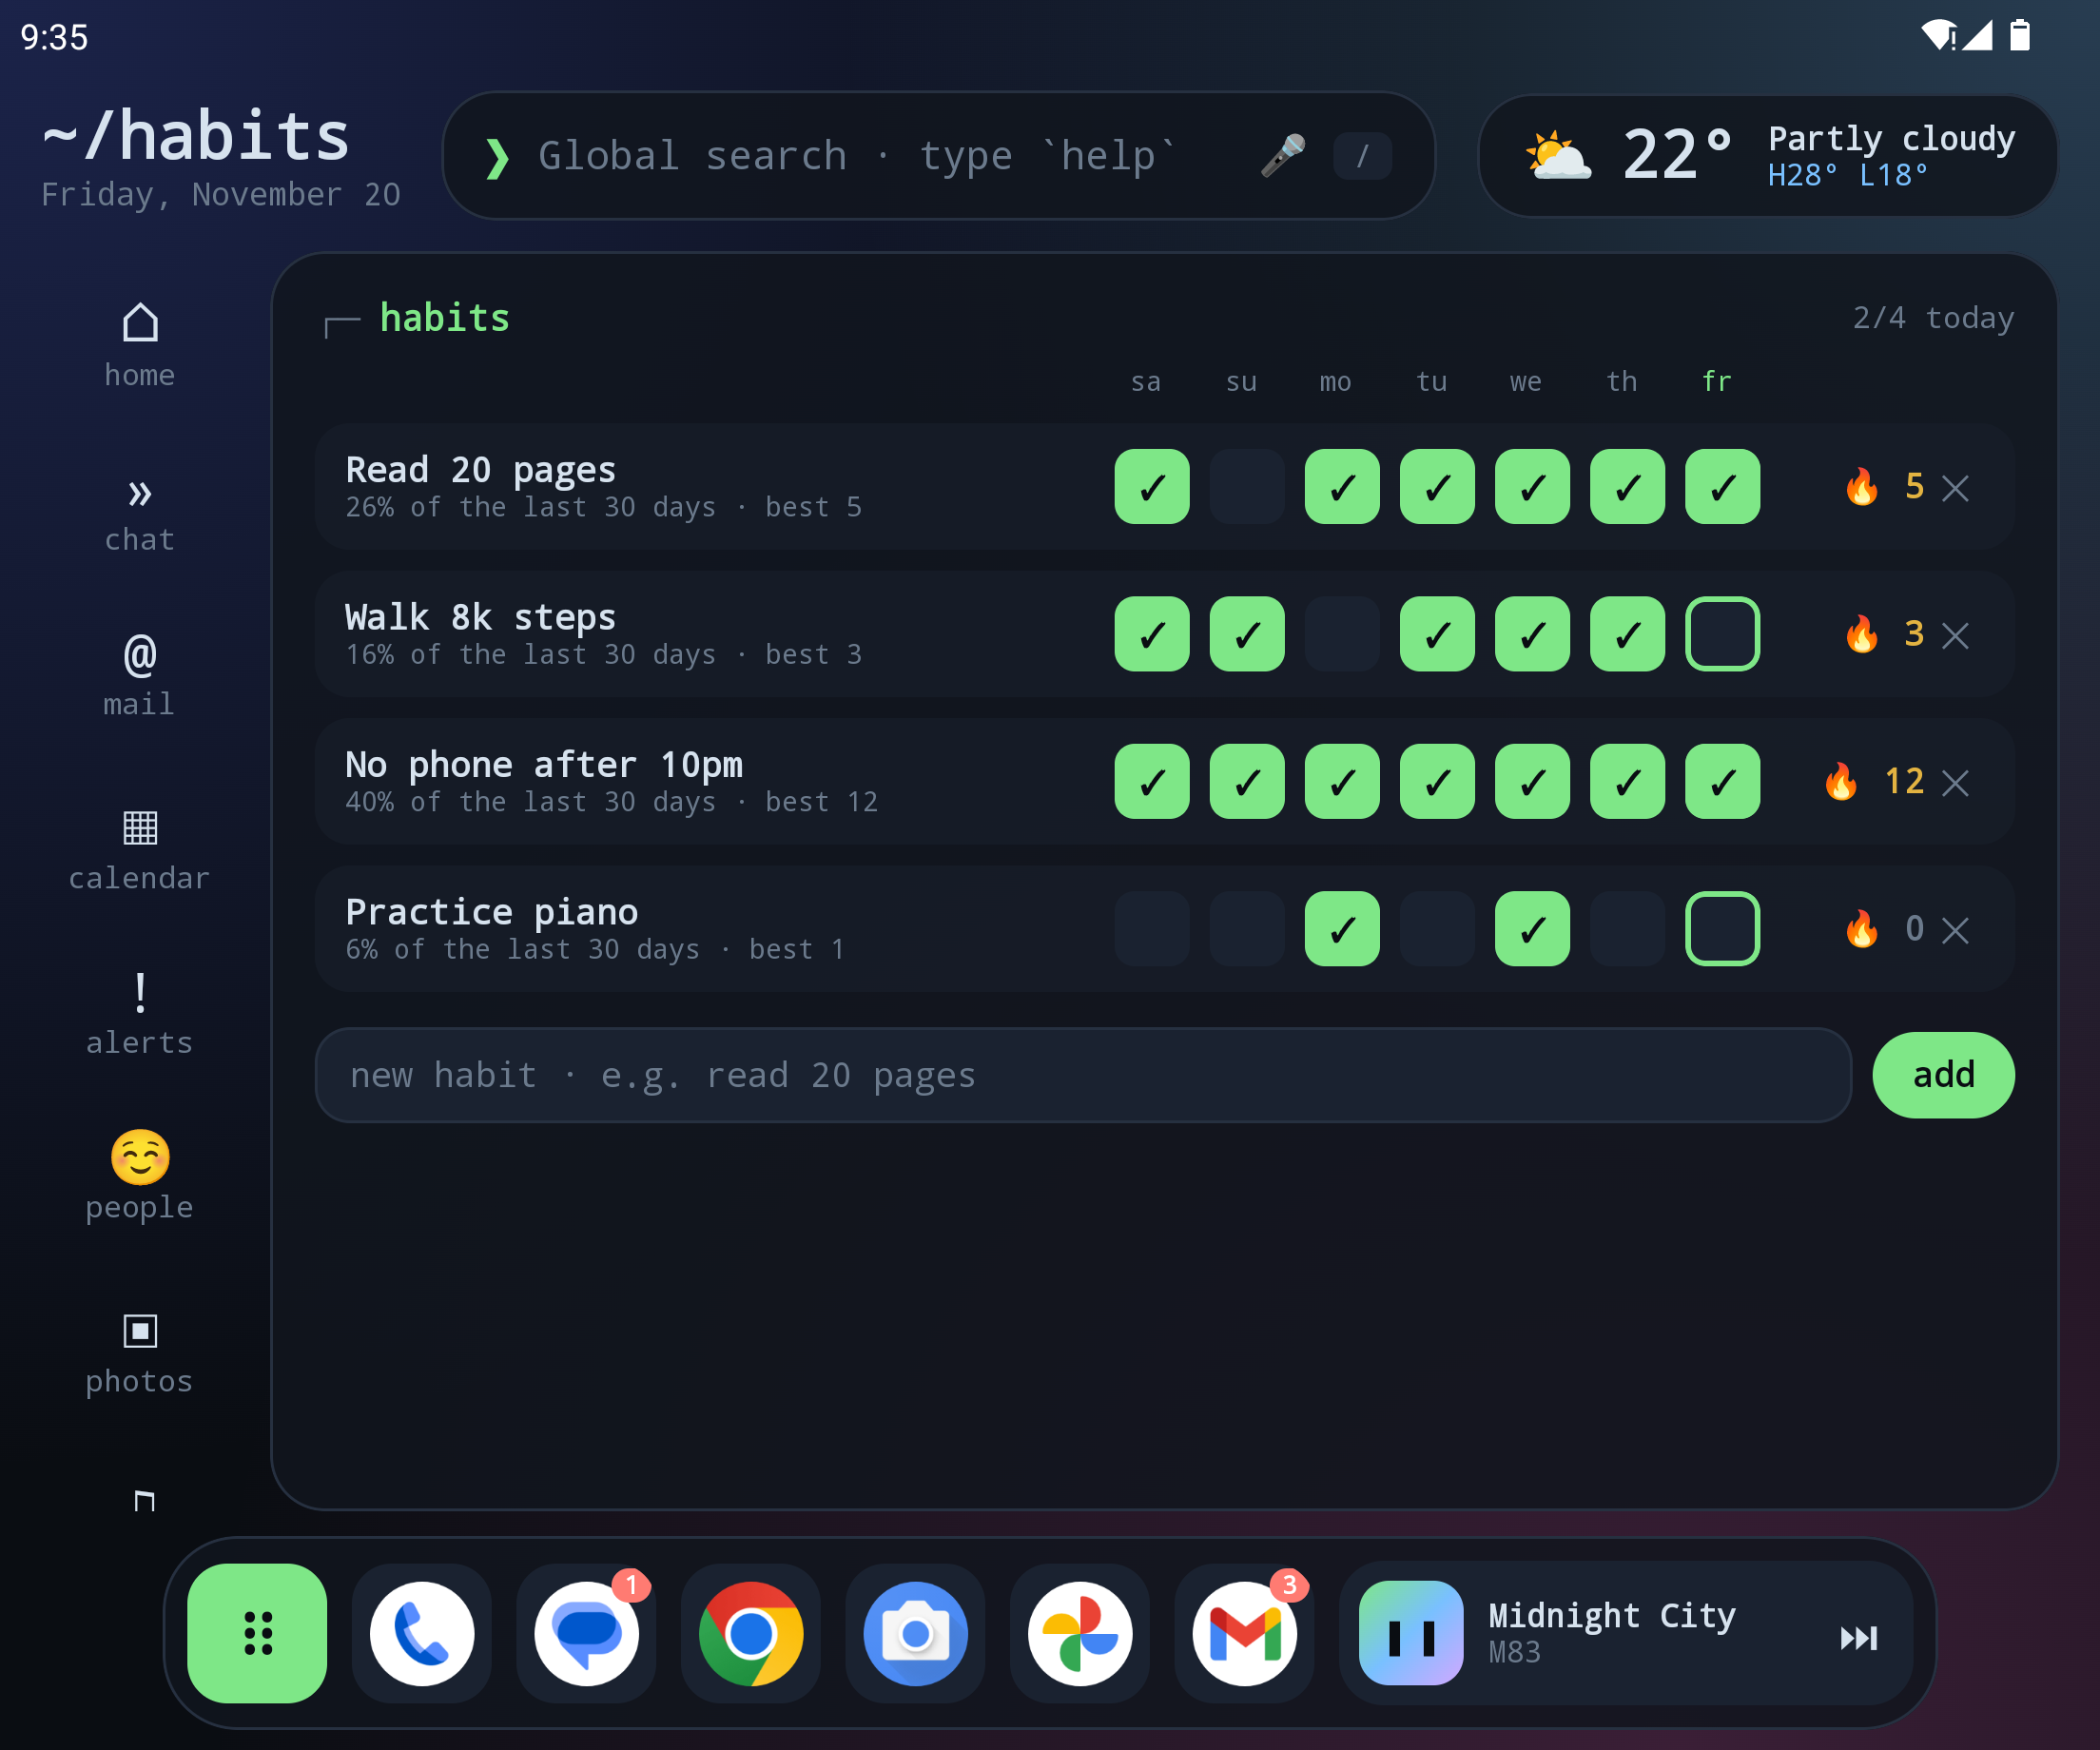 9:35
~/habits
Friday, November 20
❯ Global search · type `help`
/
22°
Partly cloudy
H28° L18°
home
chat
mail
calendar
alerts
people
photos
habits
2/4 today
sa su mo tu we th fr
Read 20 pages
26% of the last 30 days · best 5
5
Walk 8k steps
16% of the last 30 days · best 3
3
No phone after 10pm
40% of the last 30 days · best 12
12
Practice piano
6% of the last 30 days · best 1
0
new habit · e.g. read 20 pages
add
1
3
Midnight City
M83